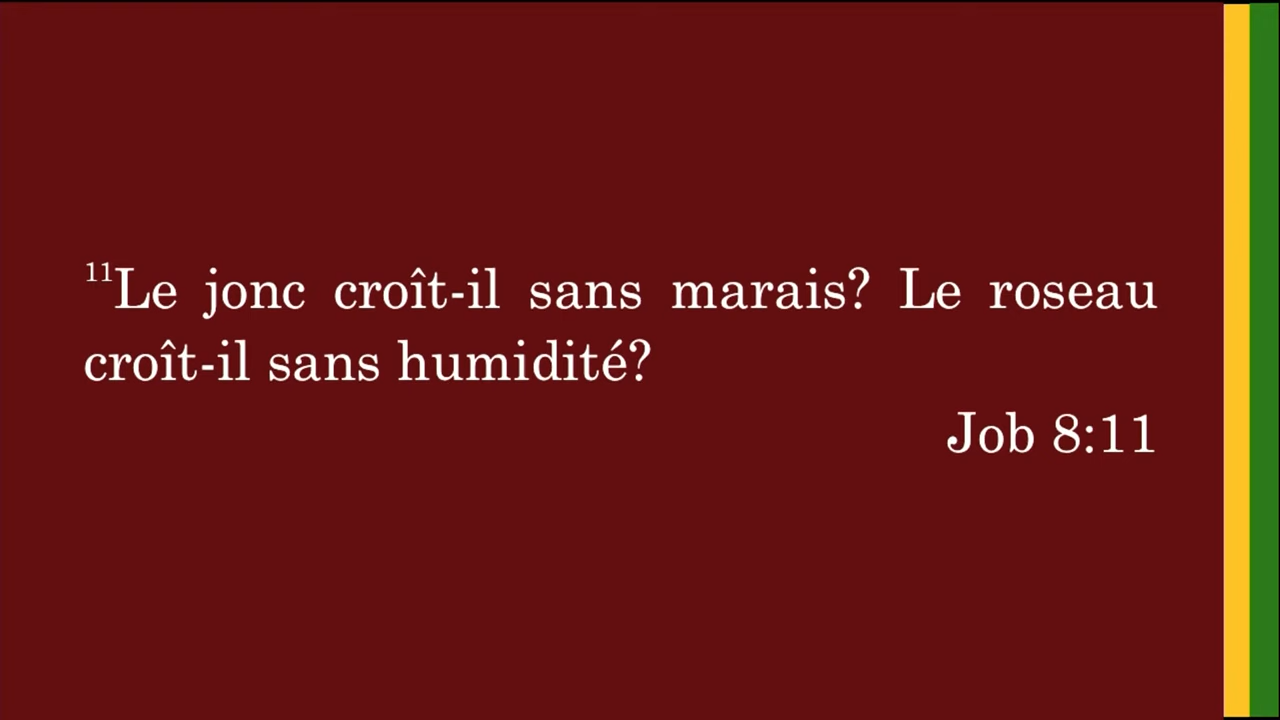 11Le jonc croît-il sans marais? Le roseau
croît-il sans humidité?
Job 8:11